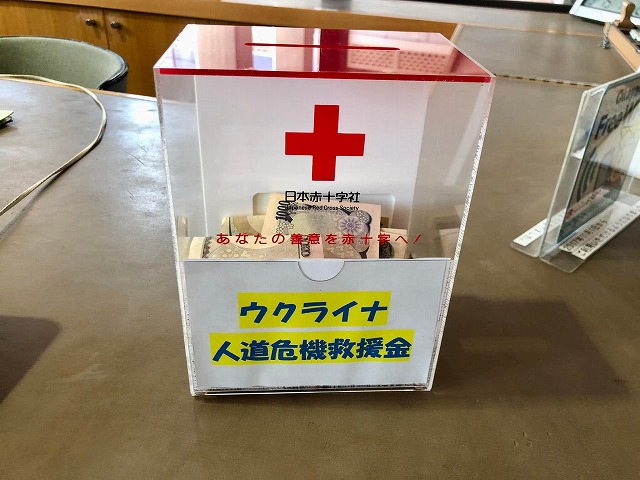 日本赤十字社
Japanese Red Cross Society
あなたの善意を赤十字へ!
ウクライナ
人道危機救援金